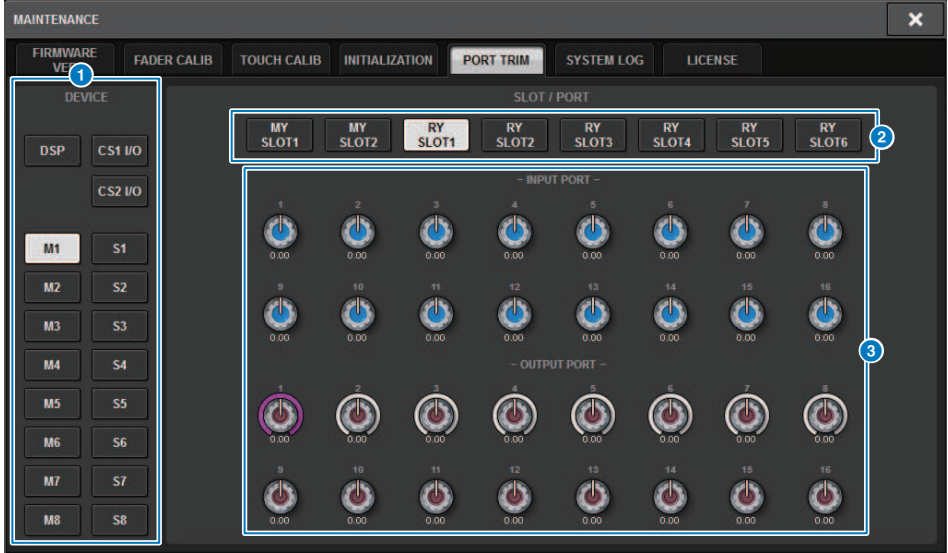 MAINTENANCE
FIRMWARE
VER
FADER CALIB
TOUCH CALIB
INITIALIZATION
PORT TRIM
SYSTEM LOG
LICENSE
1
DEVICE
DSP
CS1 I/O
CS2 I/O
M1 S1
M2 S2
M3 S3
M4 S4
M5 S5
M6 S6
M7 S7
M8 S8
SLOT / PORT
MY
SLOT1
MY
SLOT2
RY
SLOT1
RY
SLOT2
RY
SLOT3
RY
SLOT4
RY
SLOT5
RY
SLOT6
2
– INPUT PORT –
1 2 3 4 5 6 7 8
0.00 0.00 0.00 0.00 0.00 0.00 0.00 0.00
9 10 11 12 13 14 15 16
0.00 0.00 0.00 0.00 0.00 0.00 0.00 0.00
3
– OUTPUT PORT –
1 2 3 4 5 6 7 8
0.00 0.00 0.00 0.00 0.00 0.00 0.00 0.00
9 10 11 12 13 14 15 16
0.00 0.00 0.00 0.00 0.00 0.00 0.00 0.00